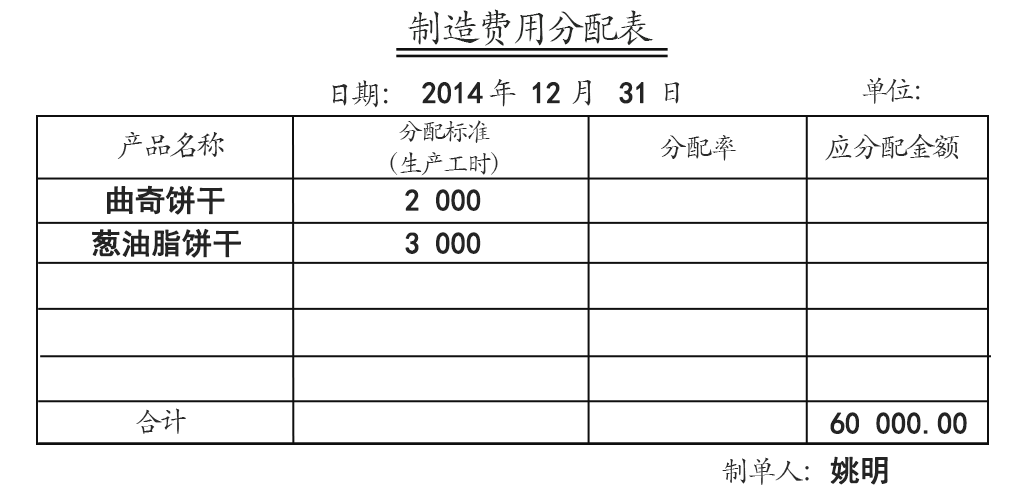 制造费用分配表
日期: 2014 年 12 月 31 日 单位:
产品名称 分配标准(生产工时) 分配率 应分配金额
曲奇饼干 2 000
葱油脂饼干 3 000
合计 60 000.00
制单人: 姚明